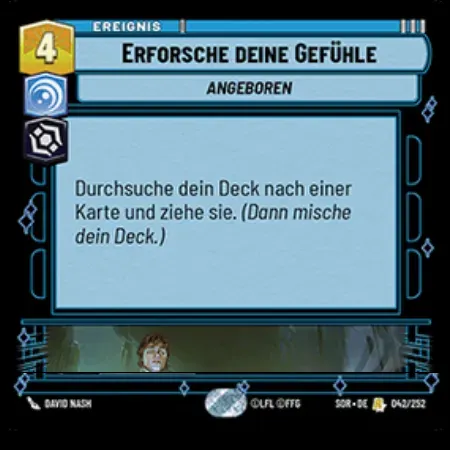 EREIGNIS
4
ERFORSCHE DEINE GEFÜHLE
ANGEBOREN
Durchsuche dein Deck nach einer
Karte und ziehe sie. (Dann mische
dein Deck.)
DAVID NASH
©LFL ©FFG
SOR • DE
042/252